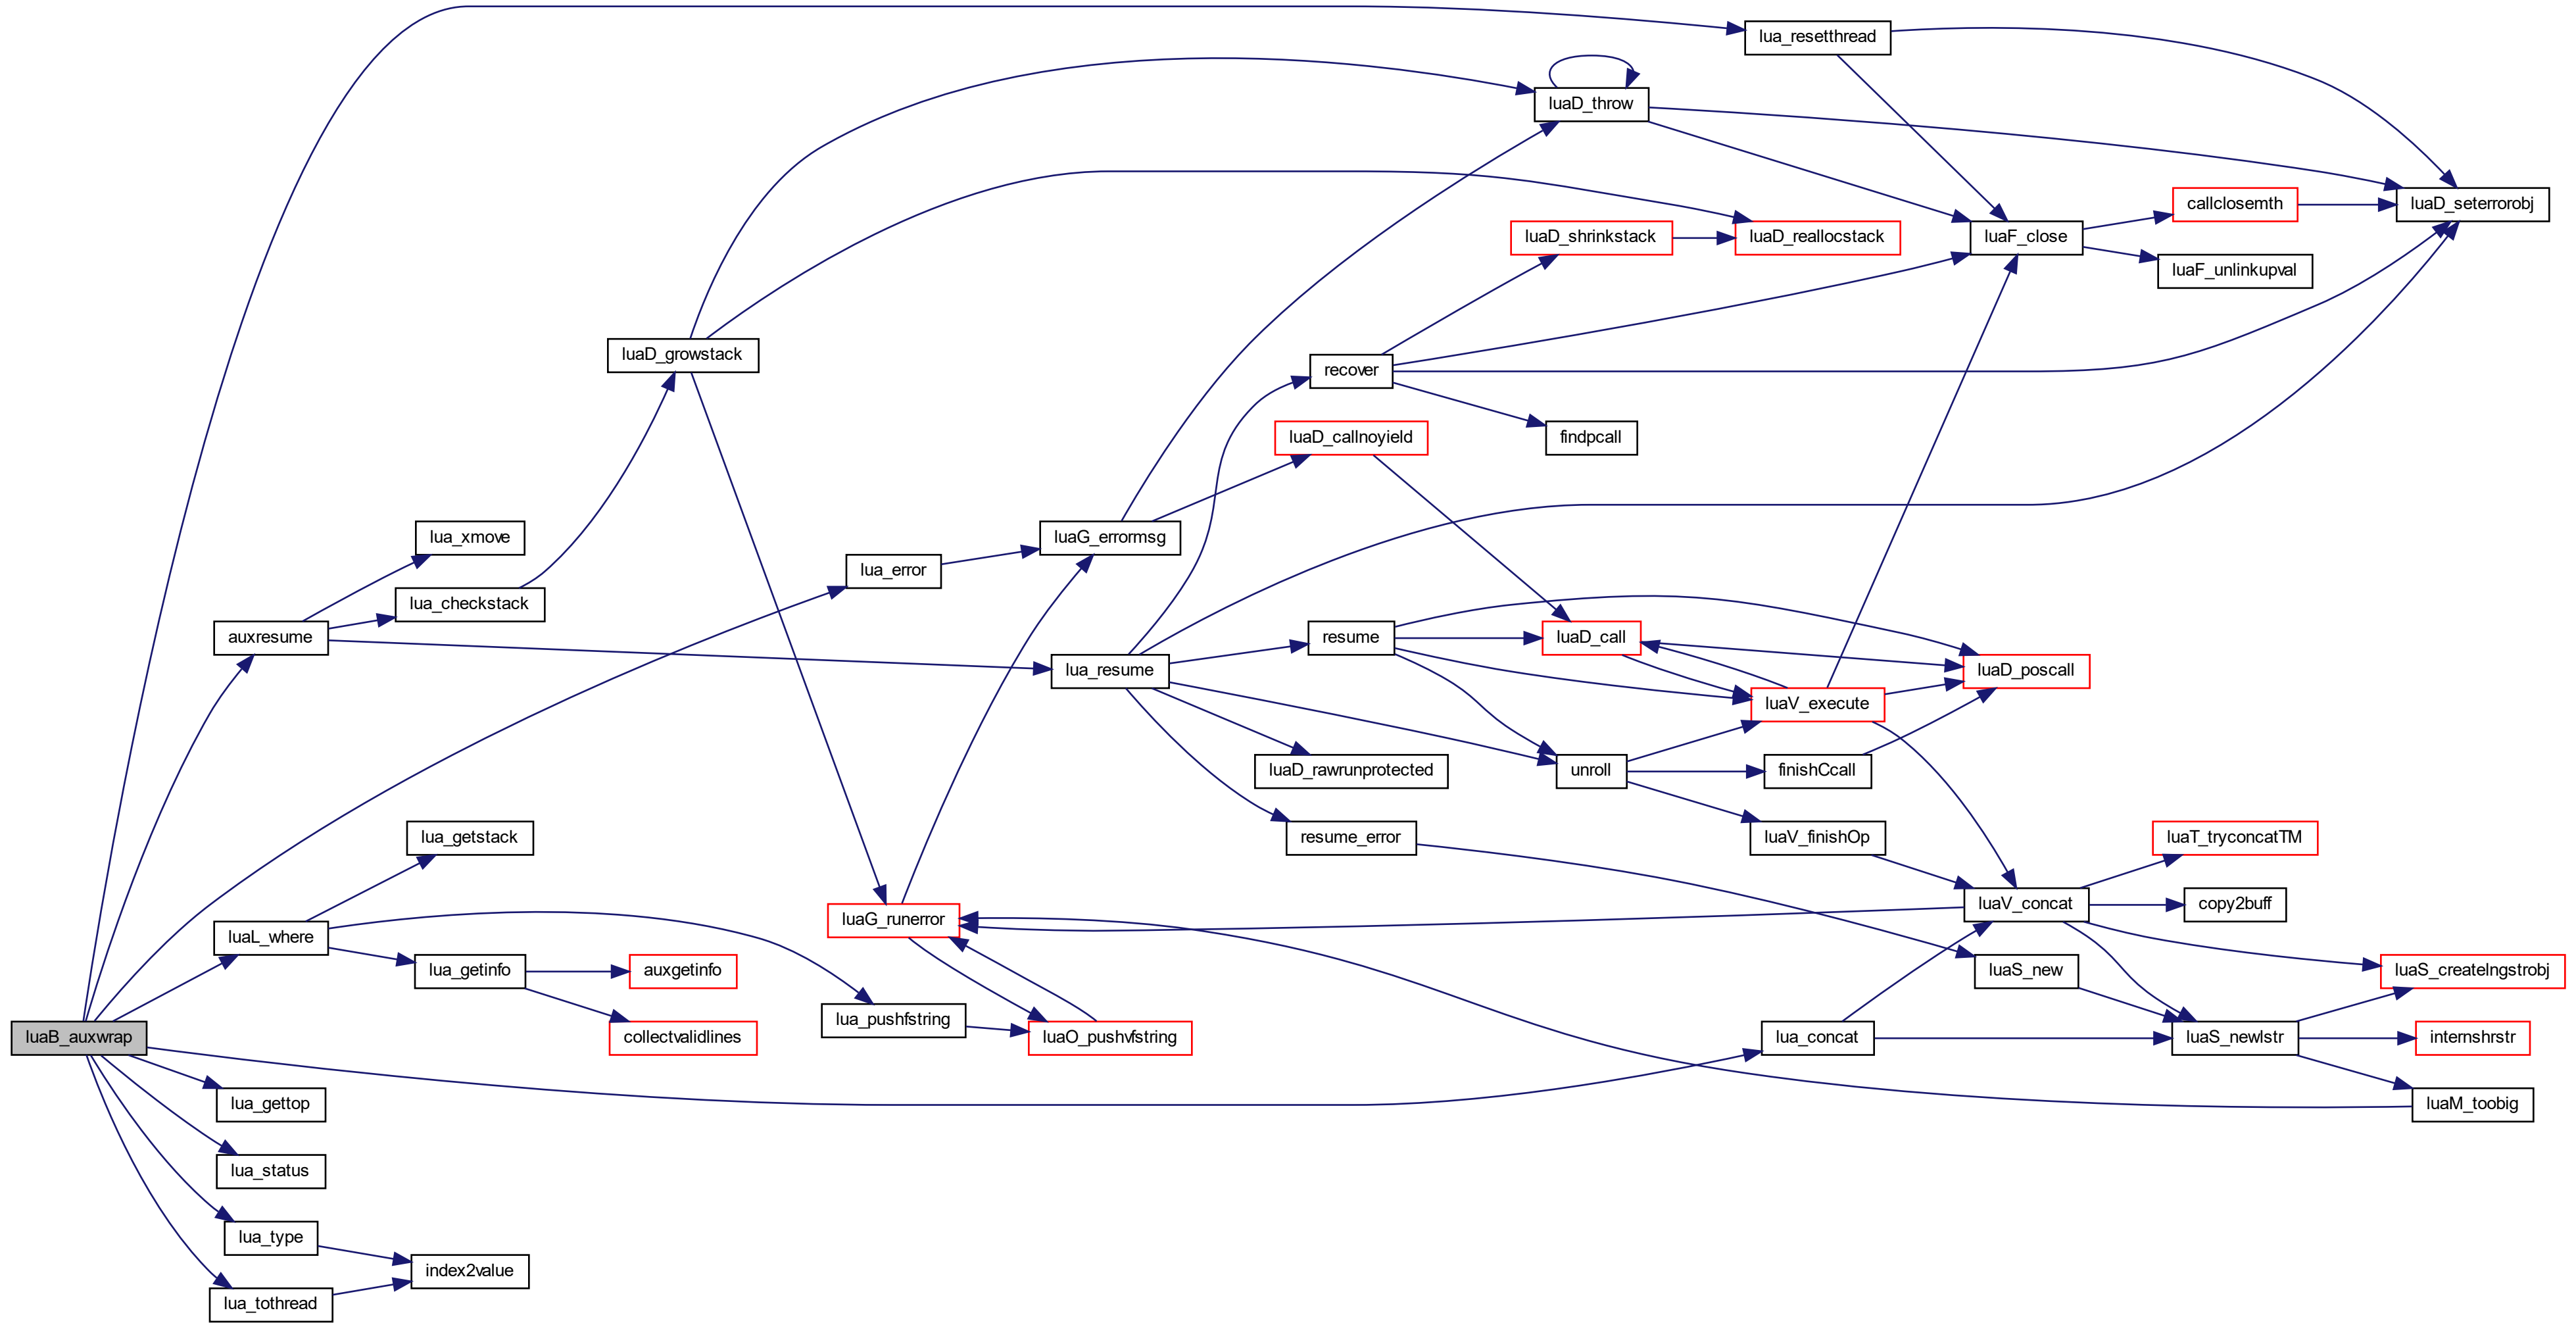 lua_resetthread
luaD_throw
luaD_seterrorobj
callclosemth
luaF_close
luaD_shrinkstack
luaD_reallocstack
luaF_unlinkupval
luaD_growstack
recover
findpcall
luaD_callnoyield
lua_xmove
luaG_errormsg
lua_error
lua_checkstack
auxresume
resume
luaD_call
lua_resume
luaD_poscall
luaV_execute
luaD_rawrunprotected
unroll
finishCcall
lua_getstack
resume_error
luaV_finishOp
luaT_tryconcatTM
luaL_where
luaG_runerror
luaV_concat
copy2buff
lua_getinfo
auxgetinfo
luaS_new
luaS_createlngstrobj
lua_pushfstring
luaB_auxwrap
collectvalidlines
luaO_pushvfstring
lua_concat
luaS_newlstr
internshrstr
lua_gettop
luaM_toobig
lua_status
lua_type
index2value
lua_tothread